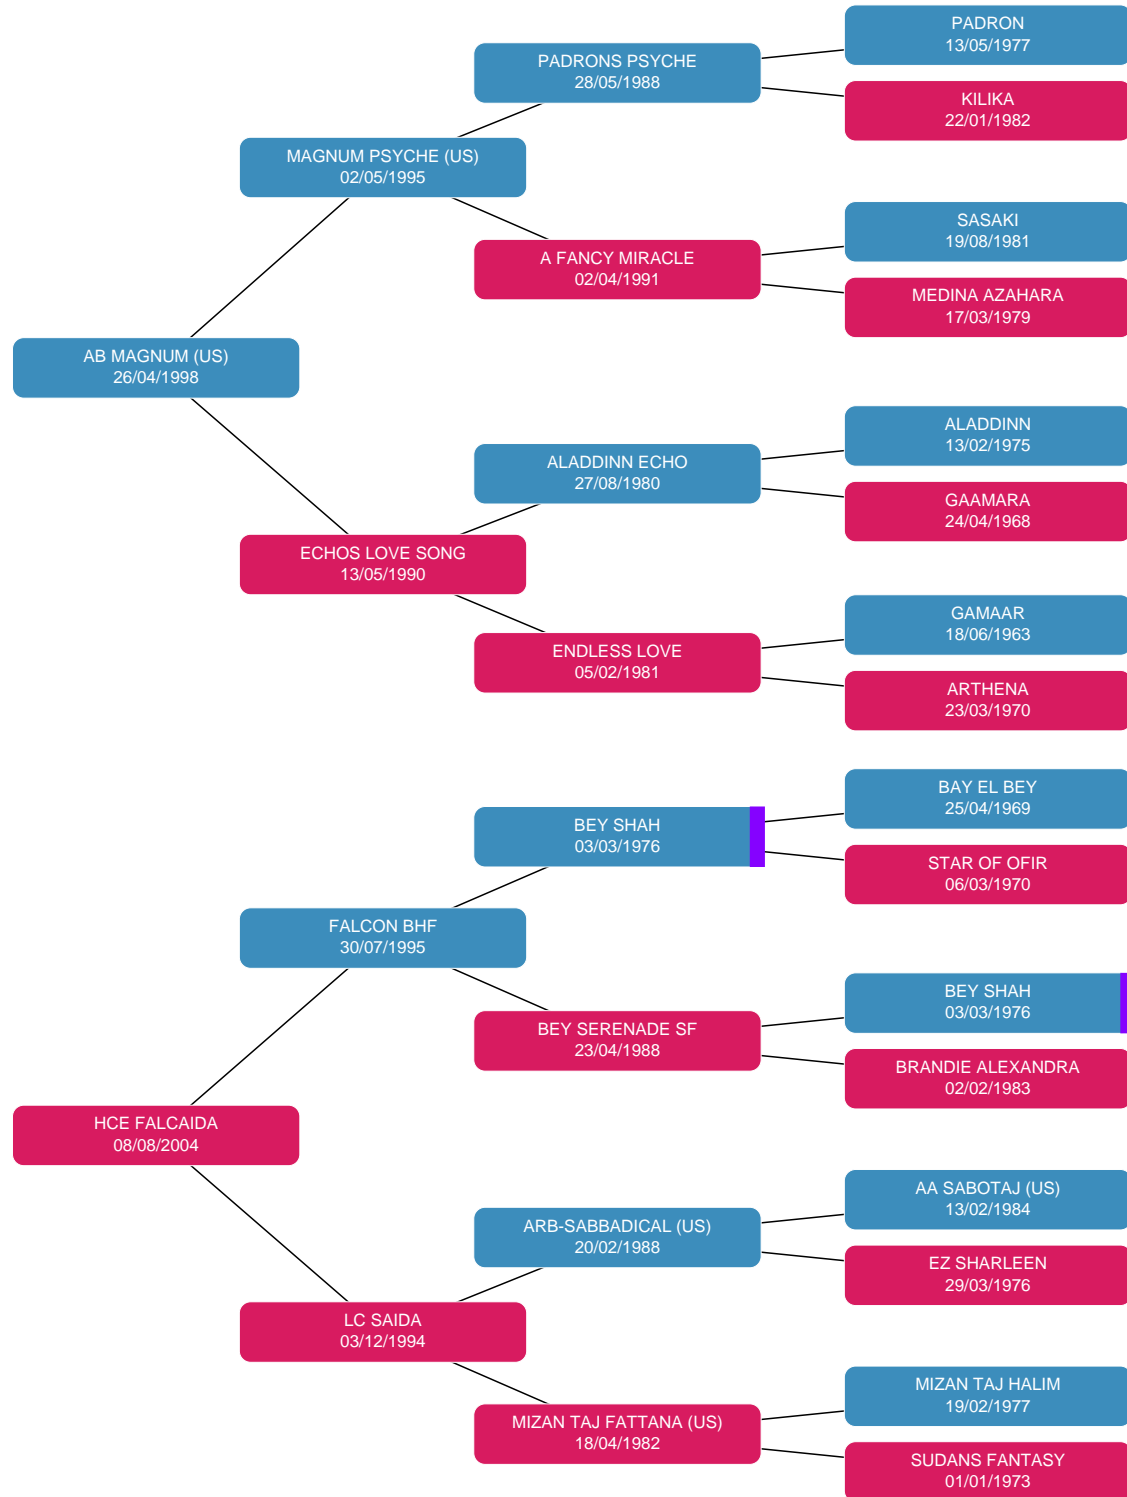 PADRON
13/05/1977
PADRONS PSYCHE
28/05/1988
KILIKA
22/01/1982
MAGNUM PSYCHE (US)
02/05/1995
SASAKI
19/08/1981
A FANCY MIRACLE
02/04/1991
MEDINA AZAHARA
17/03/1979
AB MAGNUM (US)
26/04/1998
ALADDINN
13/02/1975
ALADDINN ECHO
27/08/1980
GAAMARA
24/04/1968
ECHOS LOVE SONG
13/05/1990
GAMAAR
18/06/1963
ENDLESS LOVE
05/02/1981
ARTHENA
23/03/1970
BAY EL BEY
25/04/1969
BEY SHAH
03/03/1976
STAR OF OFIR
06/03/1970
FALCON BHF
30/07/1995
BEY SHAH
03/03/1976
BEY SERENADE SF
23/04/1988
BRANDIE ALEXANDRA
02/02/1983
HCE FALCAIDA
08/08/2004
AA SABOTAJ (US)
13/02/1984
ARB-SABBADICAL (US)
20/02/1988
EZ SHARLEEN
29/03/1976
LC SAIDA
03/12/1994
MIZAN TAJ HALIM
19/02/1977
MIZAN TAJ FATTANA (US)
18/04/1982
SUDANS FANTASY
01/01/1973